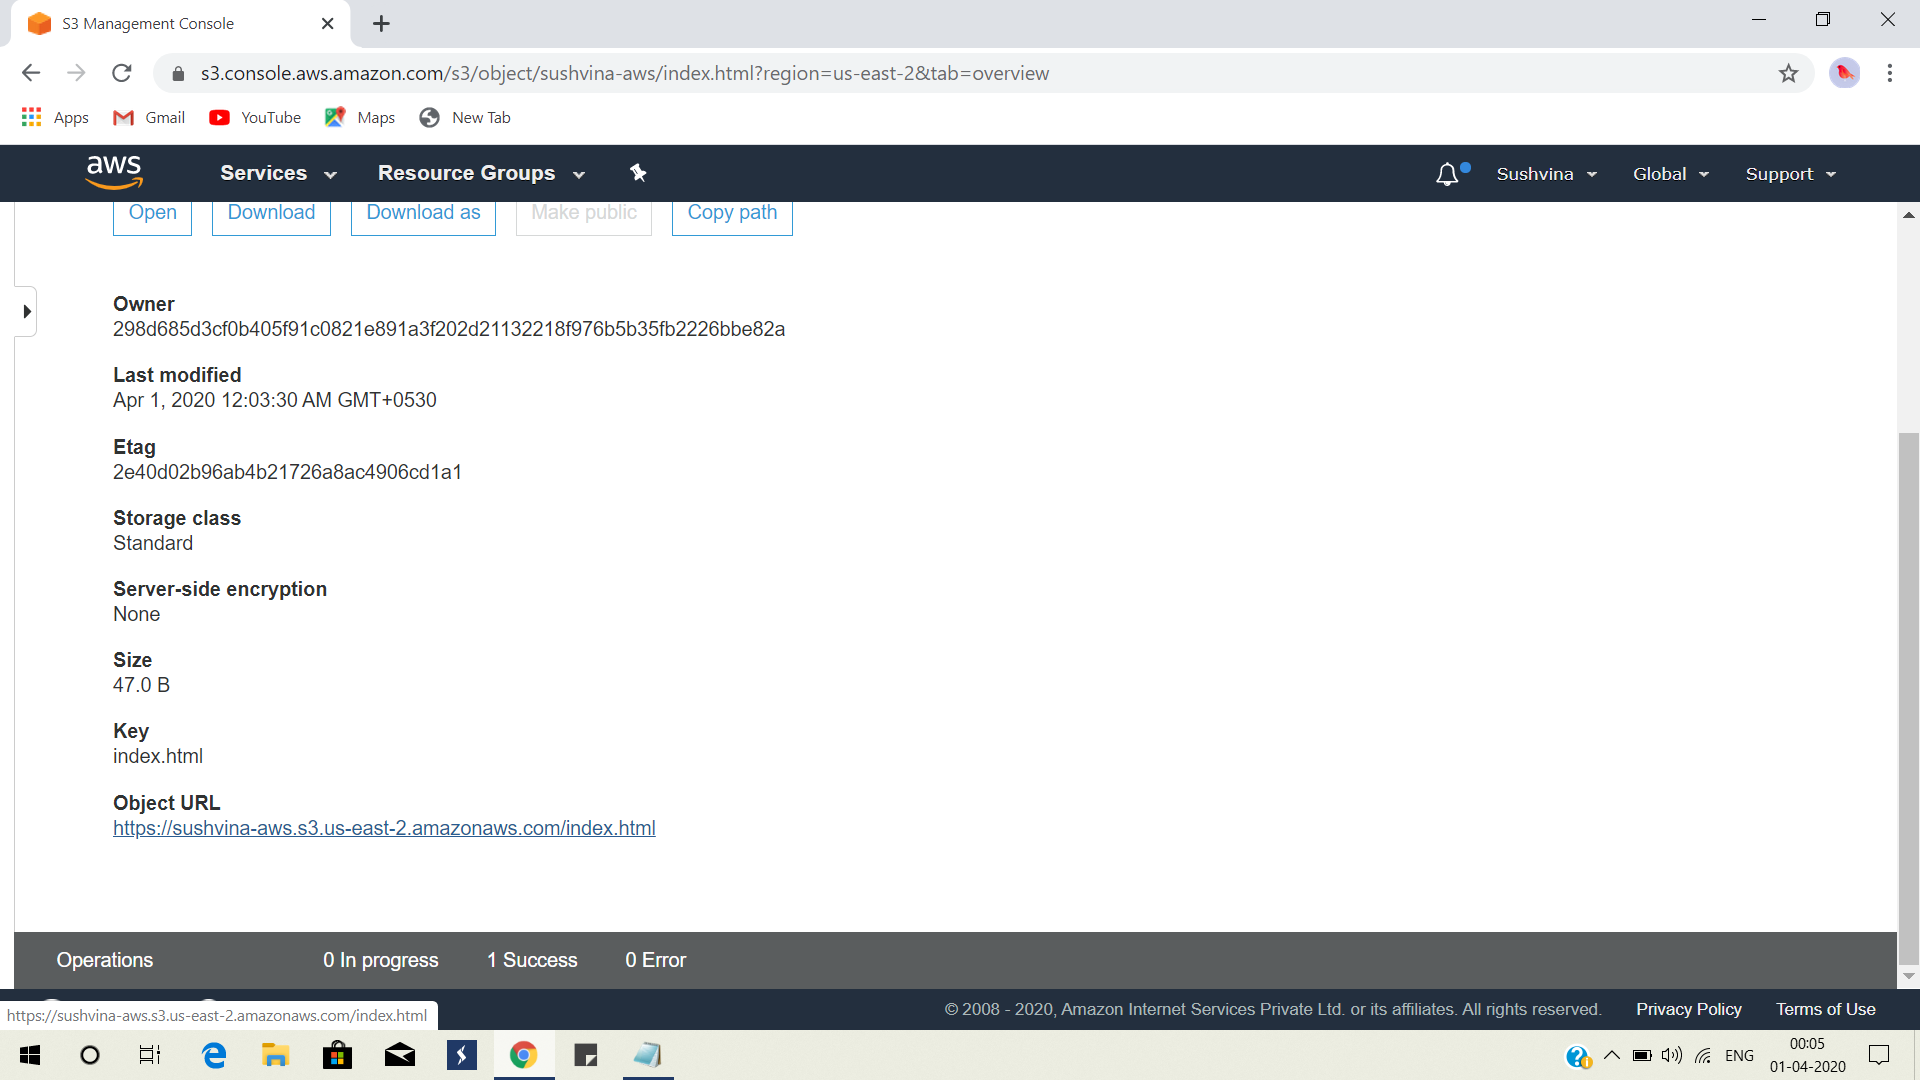 S3 Management Console
s3.console.aws.amazon.com/s3/object/sushvina-aws/index.html?region=us-east-2&tab=overview
Apps Gmail YouTube Maps New Tab
aws Services Resource Groups Sushvina Global Support
Open Download Download as Make public Copy path
Owner
298d685d3cf0b405f91c0821e891a3f202d21132218f976b5b35fb2226bbe82a
Last modified
Apr 1, 2020 12:03:30 AM GMT+0530
Etag
2e40d02b96ab4b21726a8ac4906cd1a1
Storage class
Standard
Server-side encryption
None
Size
47.0 B
Key
index.html
Object URL
https://sushvina-aws.s3.us-east-2.amazonaws.com/index.html
Operations 0 In progress 1 Success 0 Error
© 2008 - 2020, Amazon Internet Services Private Ltd. or its affiliates. All rights reserved. Privacy Policy Terms of Use
https://sushvina-aws.s3.us-east-2.amazonaws.com/index.html
ENG 00:05
01-04-2020